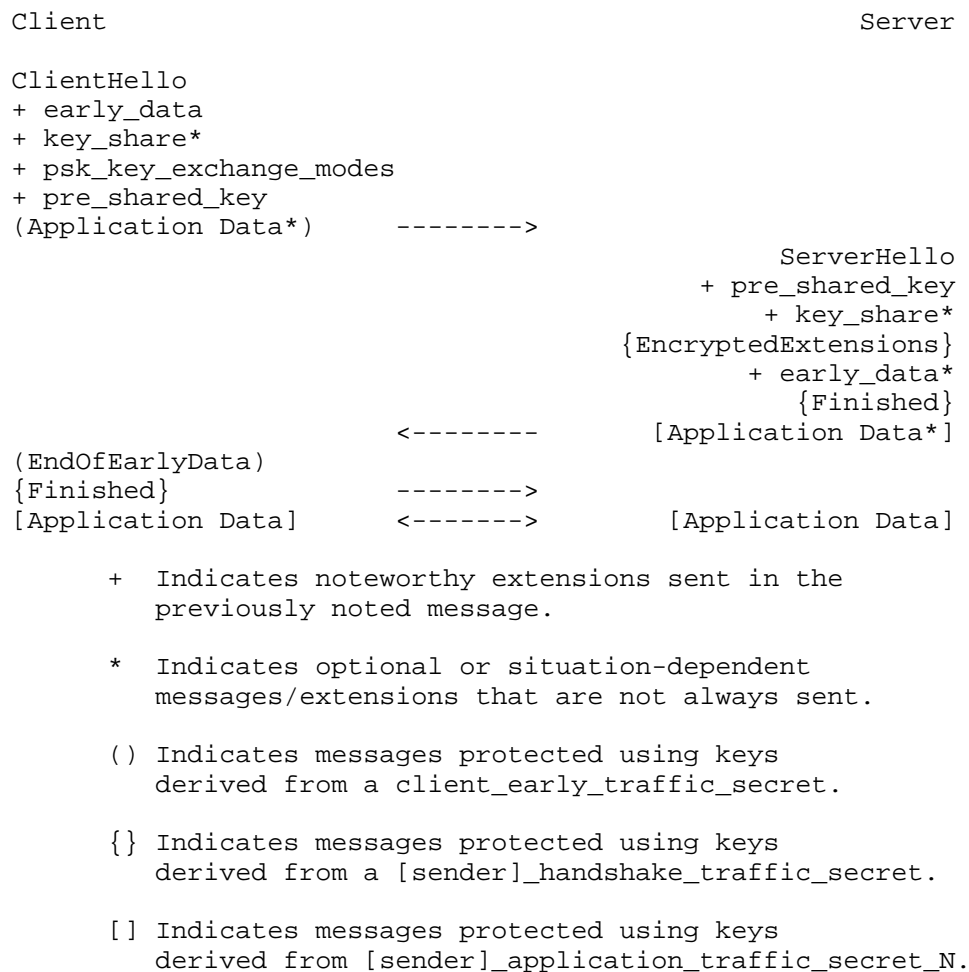 Client Server
ClientHello
+ early_data
+ key_share*
+ psk_key_exchange_modes
+ pre_shared_key
(Application Data*) -------->
ServerHello
+ pre_shared_key
+ key_share*
{EncryptedExtensions}
+ early_data*
{Finished}
<-------- [Application Data*]
(EndOfEarlyData)
{Finished} -------->
[Application Data] <-------> [Application Data]
+ Indicates noteworthy extensions sent in the
previously noted message.
* Indicates optional or situation-dependent
messages/extensions that are not always sent.
() Indicates messages protected using keys
derived from a client_early_traffic_secret.
{} Indicates messages protected using keys
derived from a [sender]_handshake_traffic_secret.
[] Indicates messages protected using keys
derived from [sender]_application_traffic_secret_N.